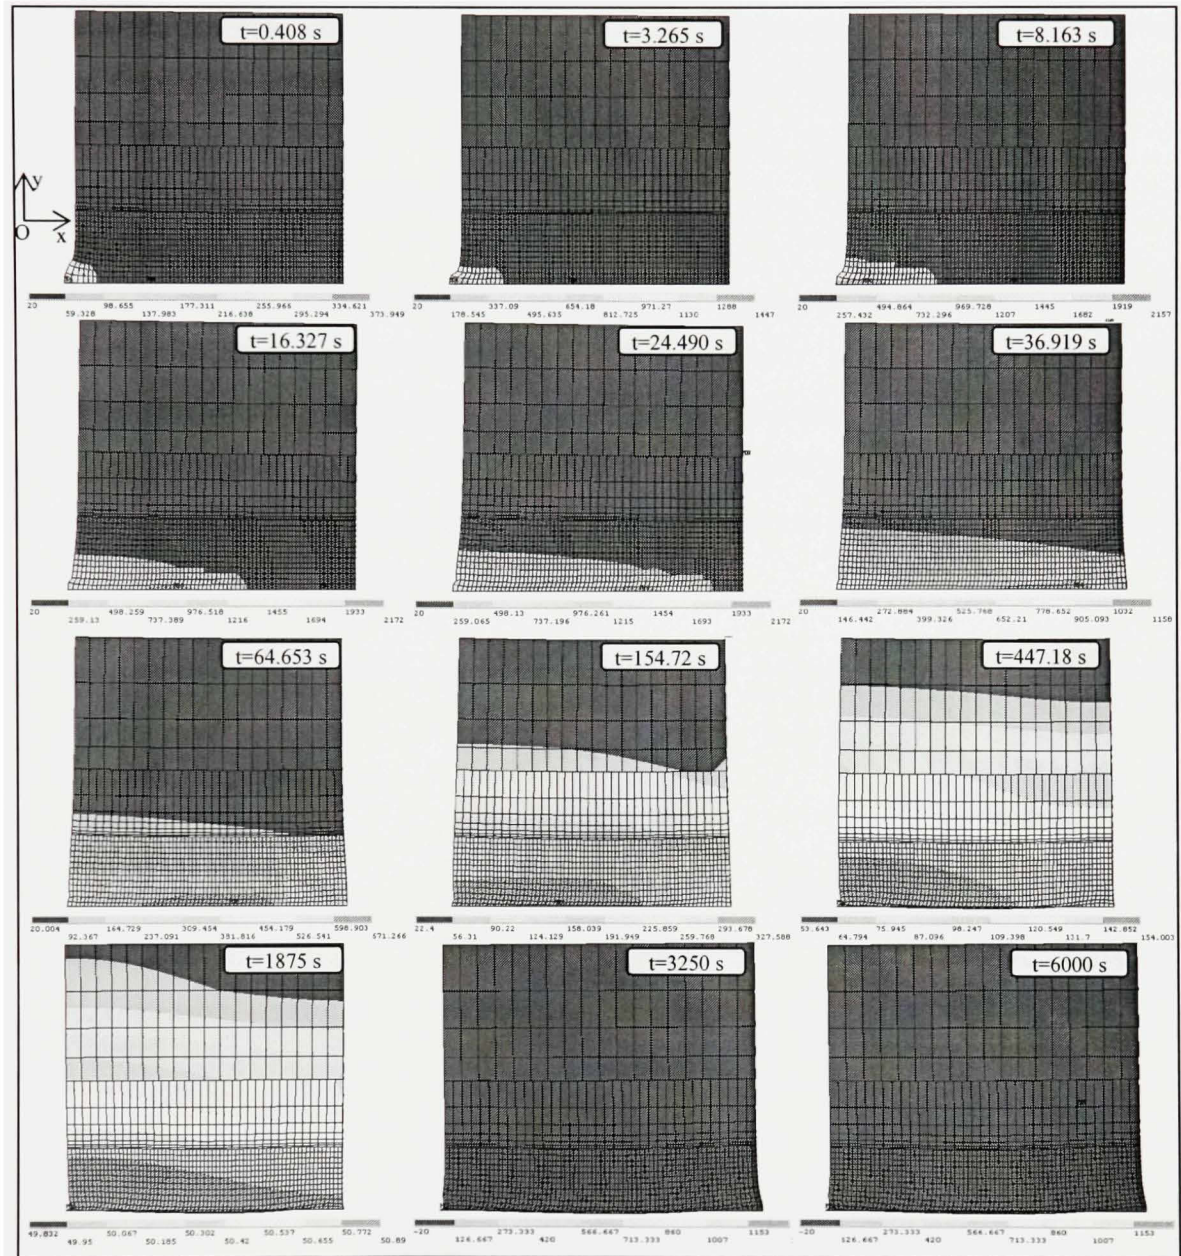 t=0.408 s
t=3.265 s
t=8.163 s
y
O
x
20 98.655 177.311 255.966 334.621
59.328 137.983 216.638 295.294 373.949
20 337.09 654.18 971.27 1288
178.545 495.635 812.725 1130 1447
20 494.864 969.728 1445 1919
257.432 732.296 1207 1682 2157
t=16.327 s
t=24.490 s
t=36.919 s
20 498.259 976.518 1455 1933
259.13 737.389 1216 1694 2172
20 498.13 976.261 1454 1933
259.065 737.196 1215 1693 2172
20 272.884 525.768 778.652 1032
146.442 399.326 652.21 905.093 1158
t=64.653 s
t=154.72 s
t=447.18 s
20.004 164.729 309.454 454.179 598.903
92.367 237.091 381.816 526.541 671.266
22.4 90.22 158.039 225.859 293.678
56.31 124.129 191.949 259.768 327.588
53.643 75.945 98.247 120.549 142.852
64.794 87.096 109.398 131.7 154.003
t=1875 s
t=3250 s
t=6000 s
49.832 50.067 50.302 50.537 50.772
49.95 50.185 50.42 50.655 50.89
-20 273.333 566.667 860 1153
126.667 420 713.333 1007
-20 273.333 566.667 860 1153
126.667 420 713.333 1007